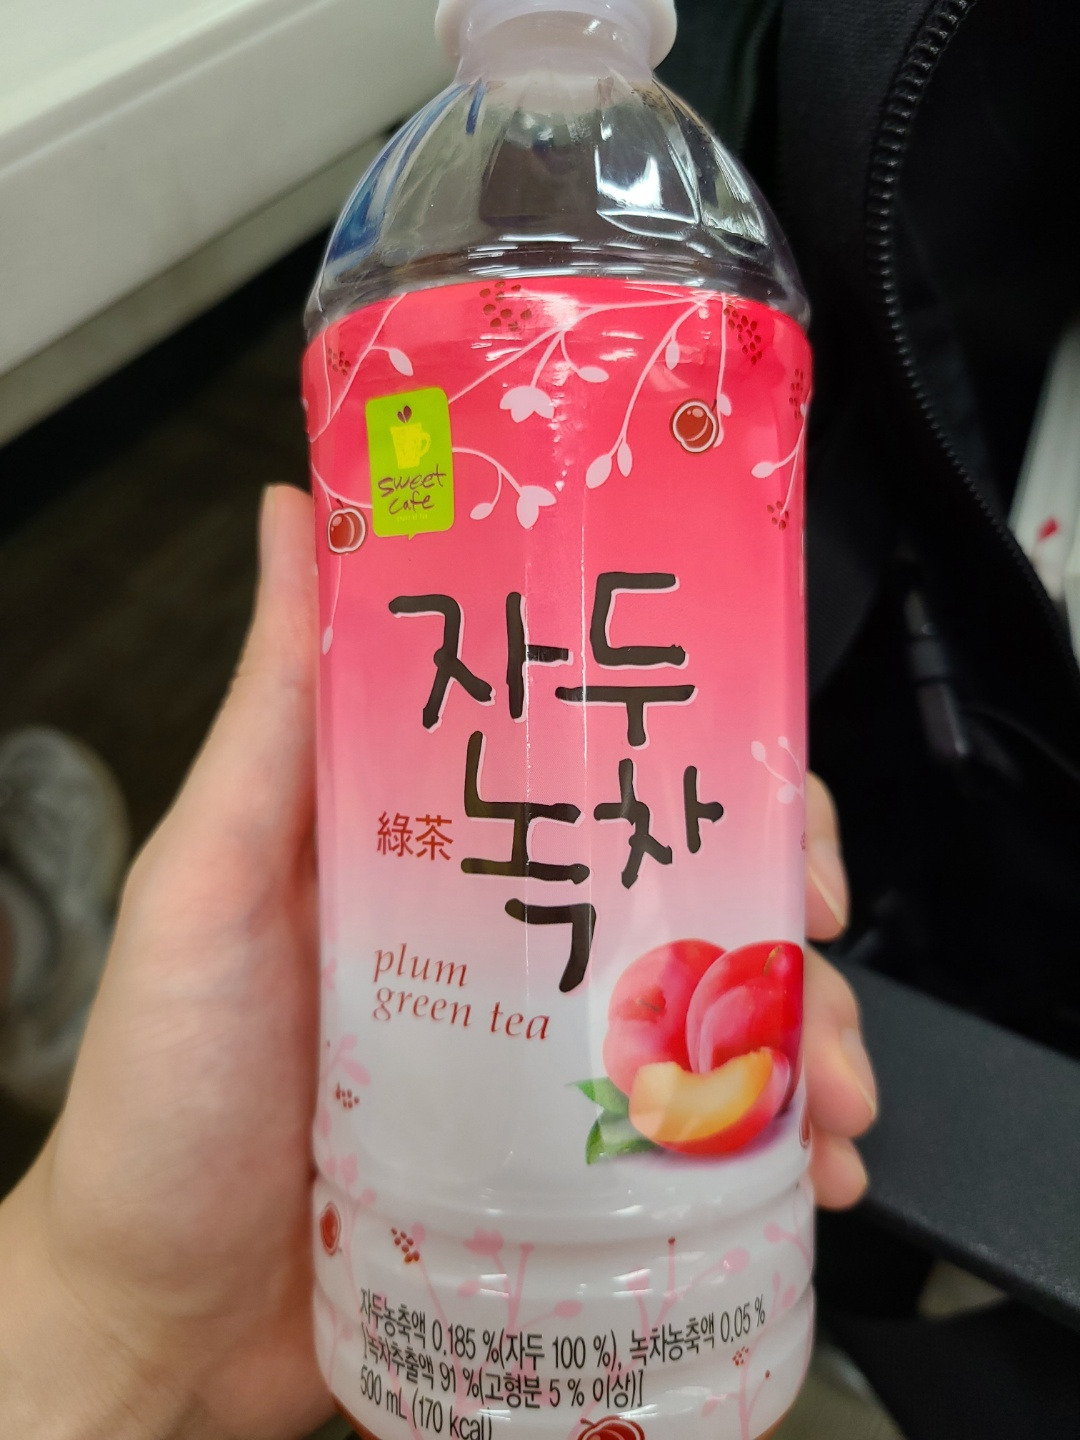 sweet
cafe
자두
綠茶 녹차
plum
green tea
자두농축액 0.185 %(자두 100 %), 녹차농축액 0.05 %
[녹차추출액 91 %(고형분 5 % 이상)]
500 mL (170 kcal)